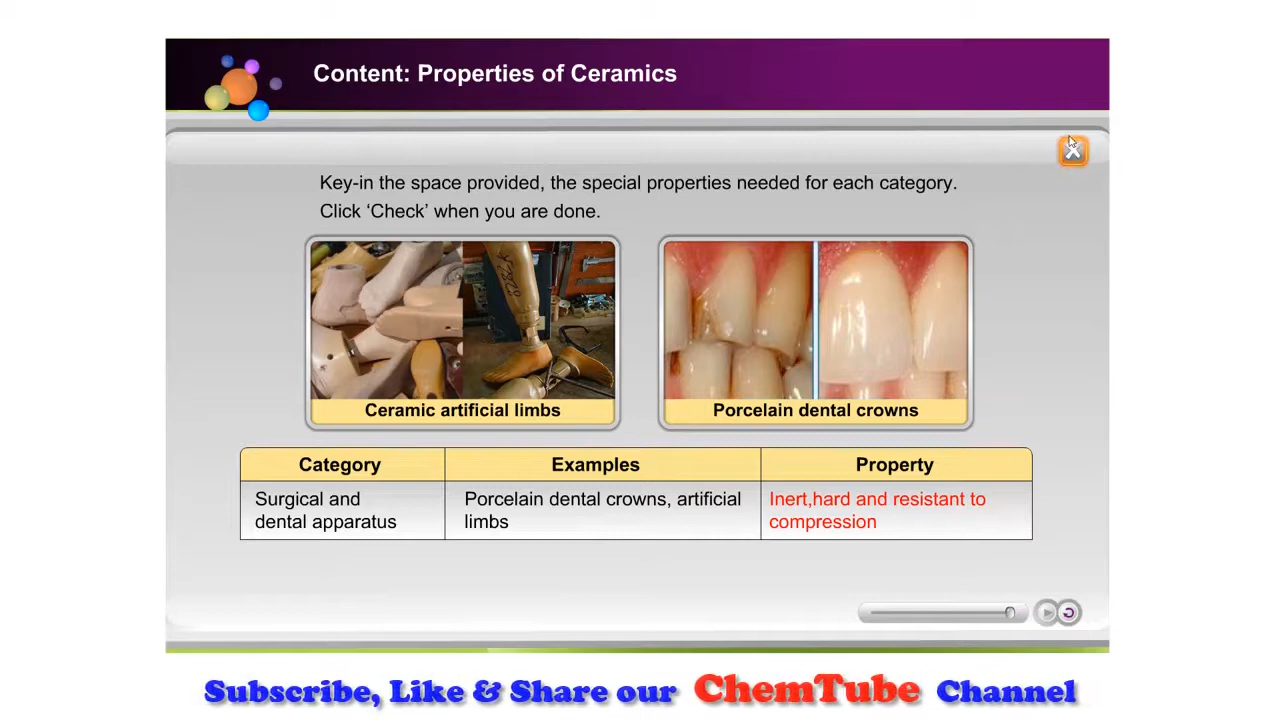 Content: Properties of Ceramics
Key-in the space provided, the special properties needed for each category.
Click ‘Check’ when you are done.
Ceramic artificial limbs
Porcelain dental crowns
Category
Examples
Property
Surgical and
dental apparatus
Porcelain dental crowns, artificial
limbs
Inert,hard and resistant to
compression
Subscribe, Like & Share our ChemTube Channel